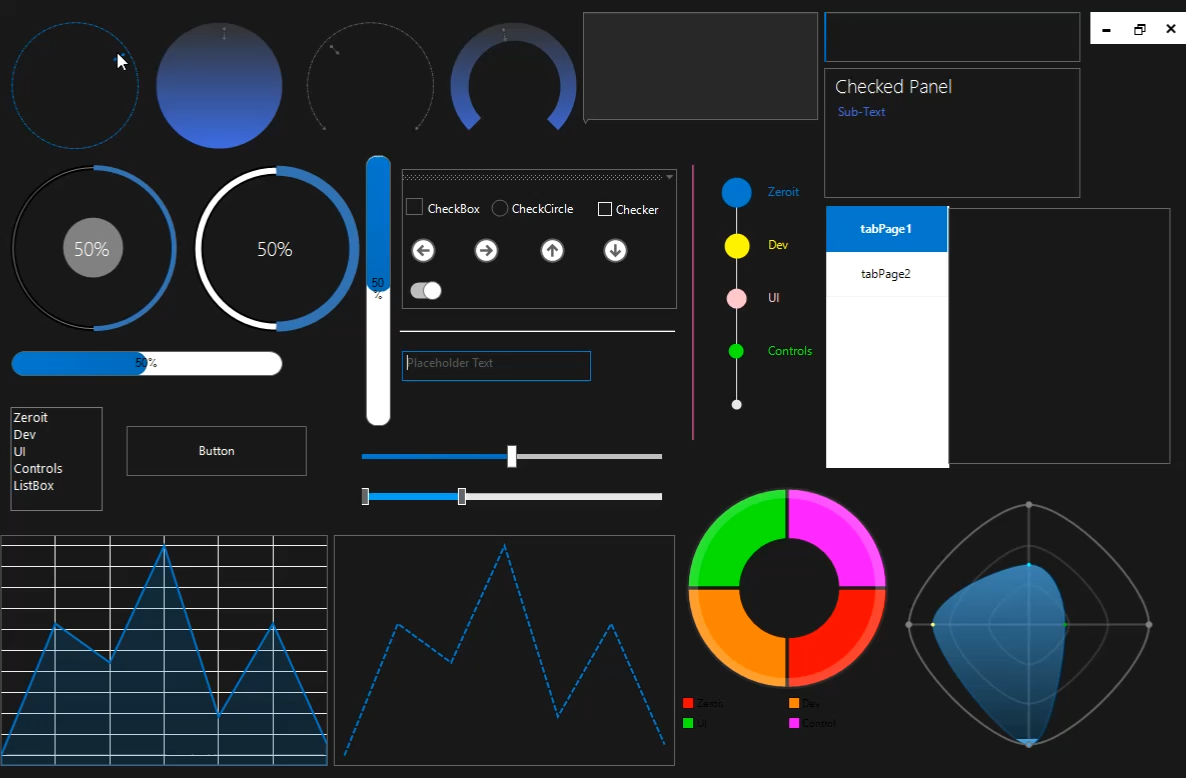 Checked Panel
Sub-Text
CheckBox
CheckCircle
Checker
Zeroit
Dev
UI
Controls
tabPage1
tabPage2
50%
50%
50
%
50%
Placeholder Text
Zeroit
Dev
UI
Controls
ListBox
Button
Zeroit
Dev
UI
Control